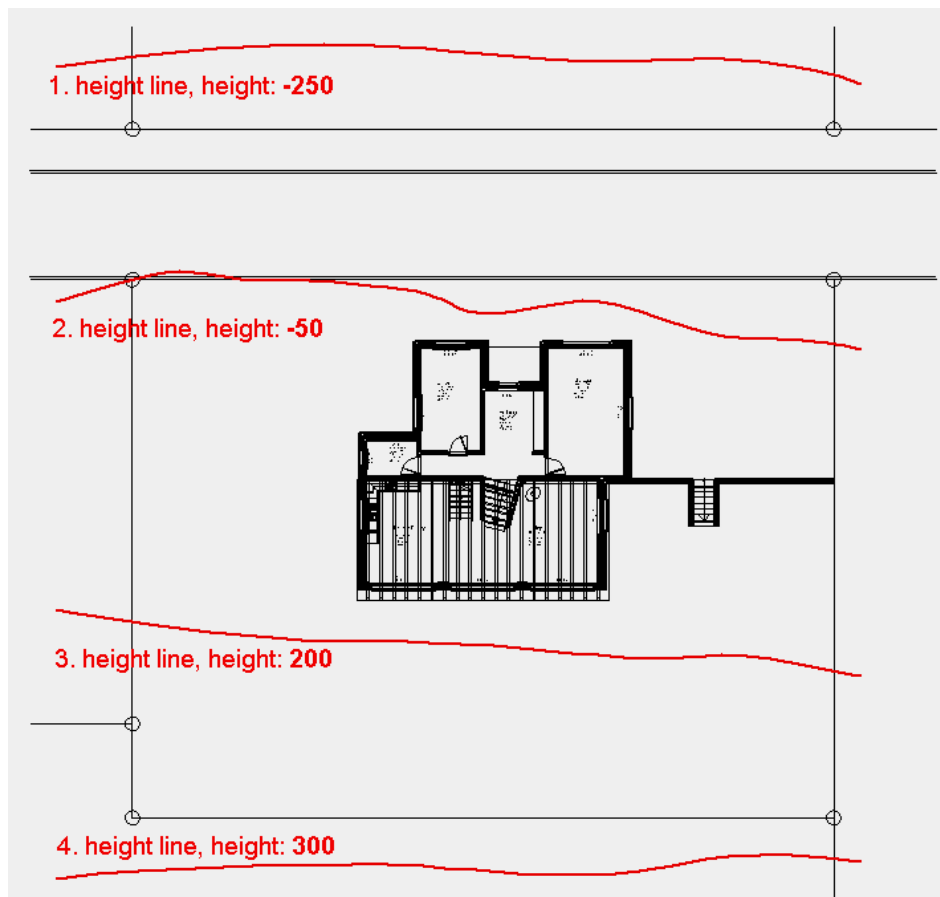 1. height line, height: -250
2. height line, height: -50
3. height line, height: 200
4. height line, height: 300